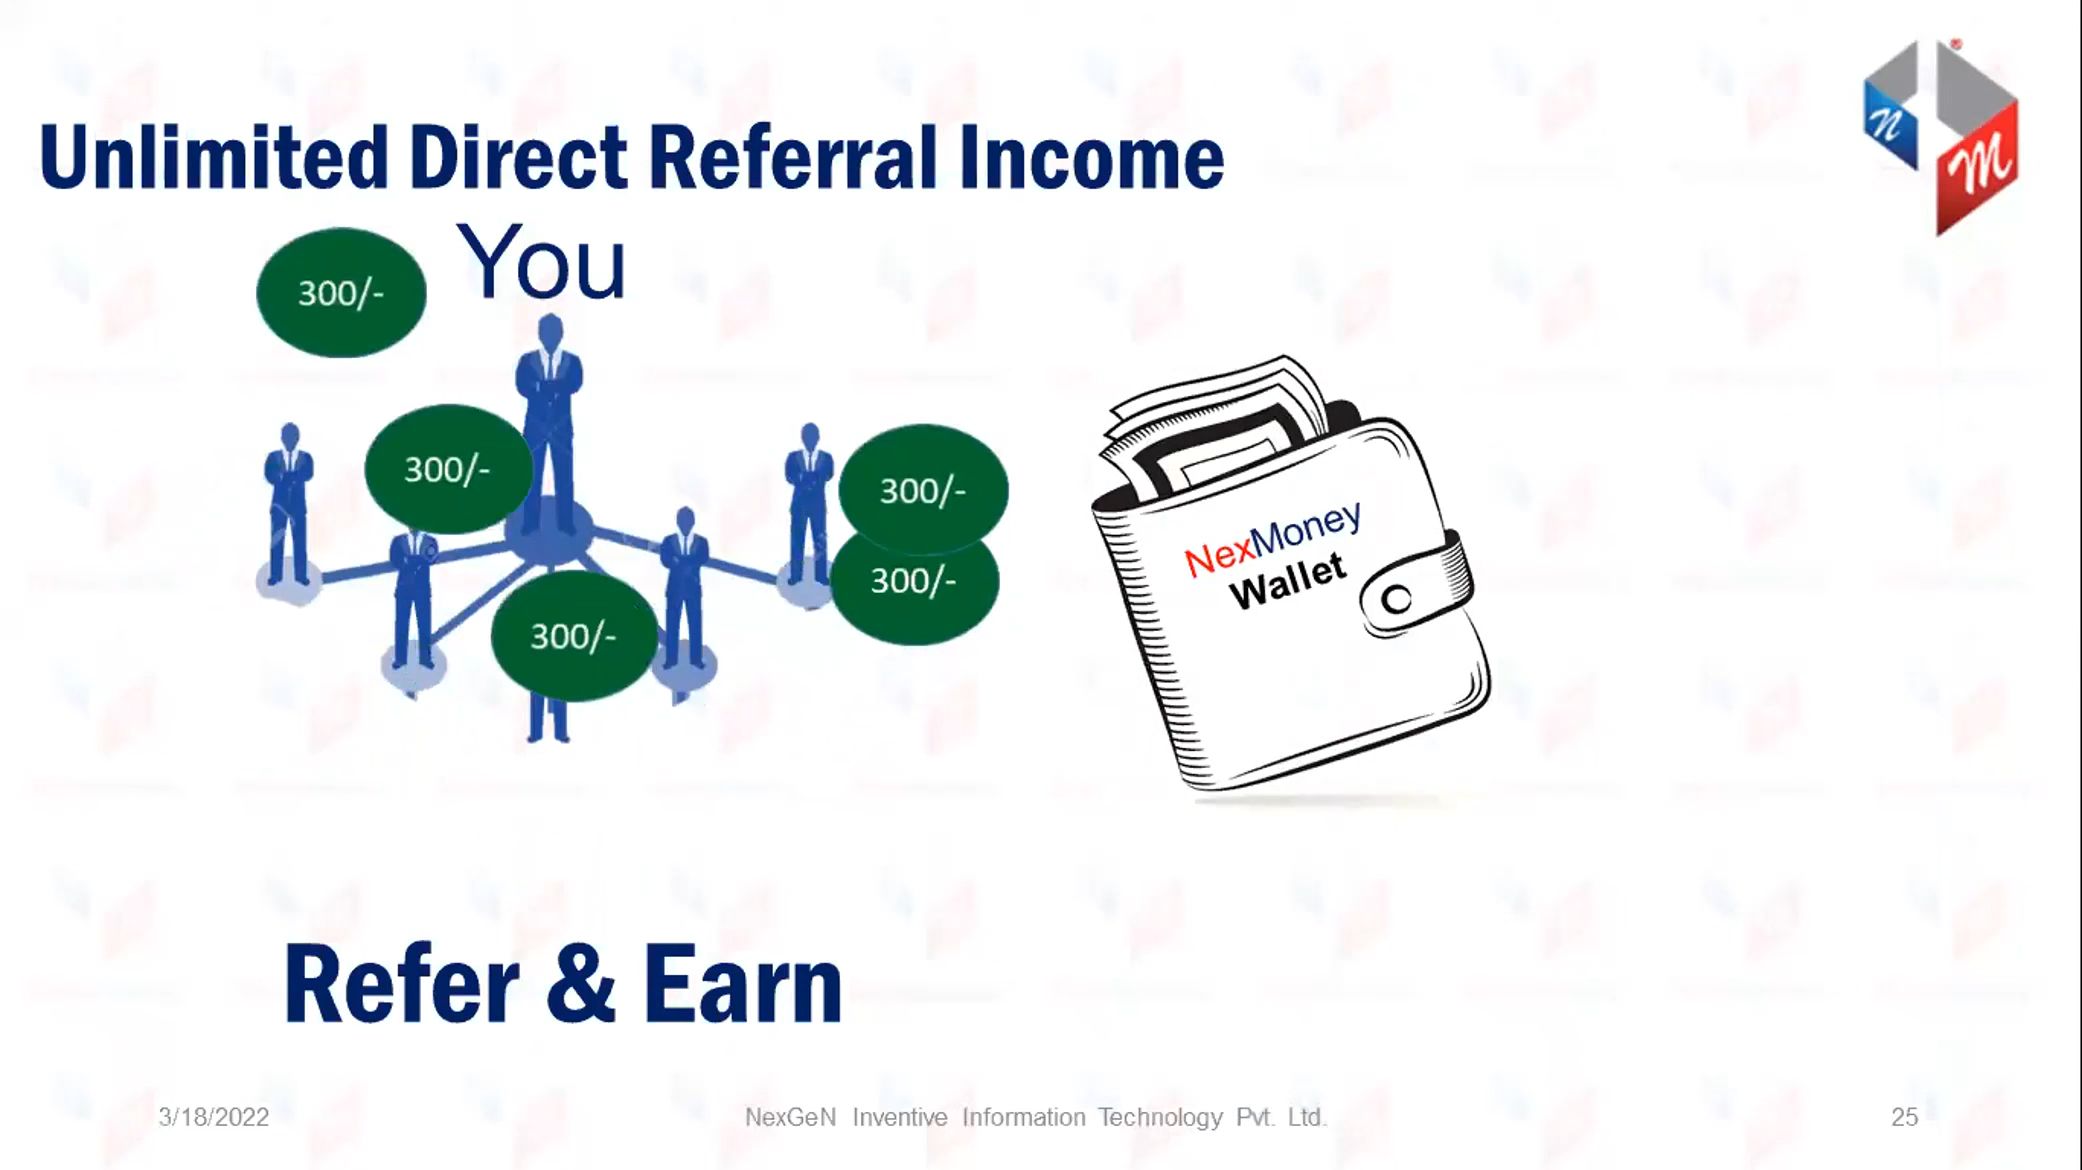 Unlimited Direct Referral Income
You
300/-
300/-
300/-
300/-
300/-
NexMoney
Wallet
n
M
®
Refer & Earn
3/18/2022
NexGeN Inventive Information Technology Pvt. Ltd.
25